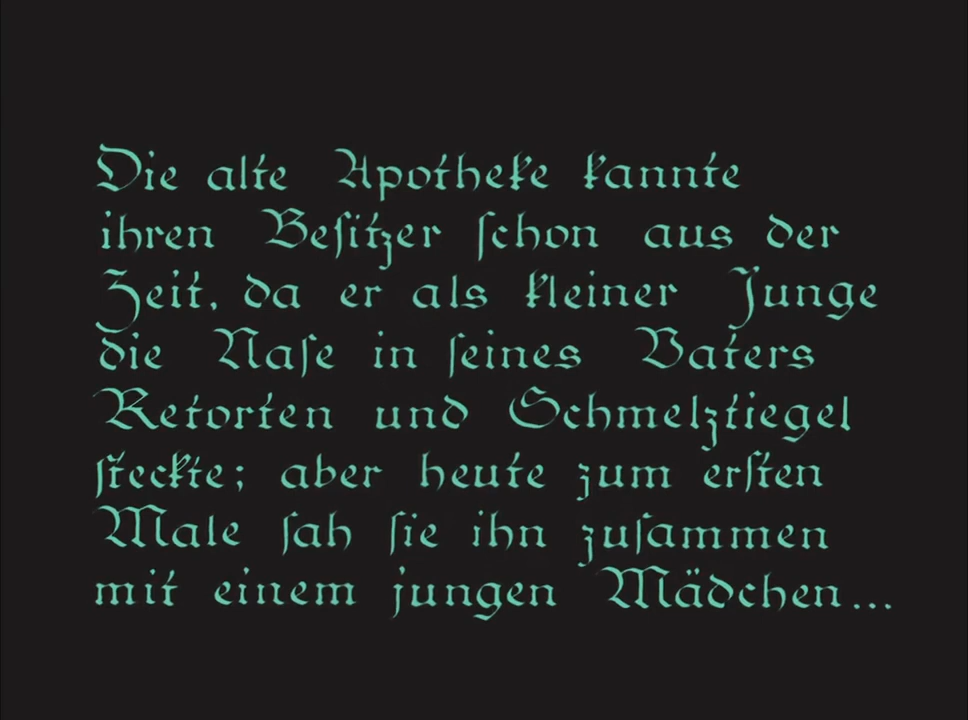 Die alte Apotheke kannte
ihren Beſitzer ſchon aus der
Zeit, da er als kleiner Junge
die Naſe in ſeines Vaters
Retorten und Schmelztiegel
ſteckte; aber heute zum erſten
Male ſah ſie ihn zuſammen
mit einem jungen Mädchen...